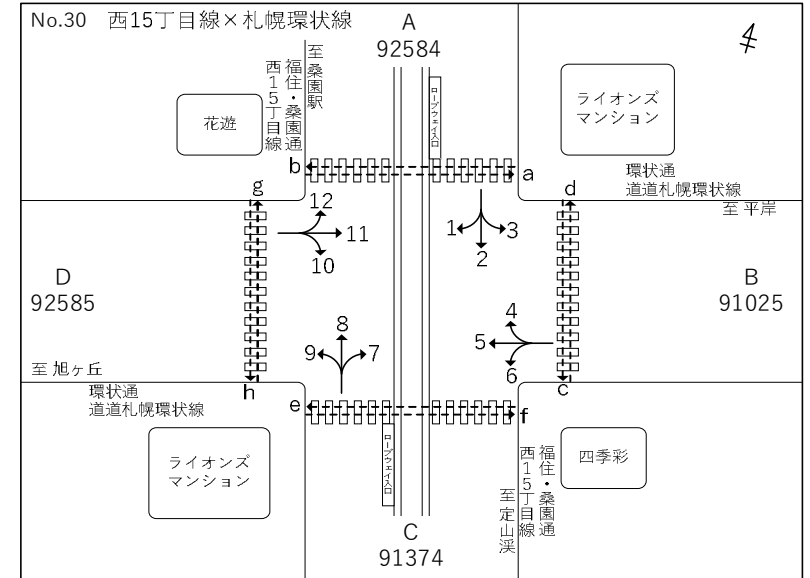 No.30　西15丁目線×札幌環状線
A
92584
至 桑園駅
福住・桑園通
西15丁目線
ロープウェイ入口
花遊
ライオンズ
マンション
環状通
道道札幌環状線
至 平岸
b
a
g
d
12
11
10
1
2
3
D
92585
B
91025
8
9
7
4
5
6
至 旭ヶ丘
環状通
道道札幌環状線
h
c
e
f
ライオンズ
マンション
ロープウェイ入口
福住・桑園通
西15丁目線
至 定山渓
四季彩
C
91374